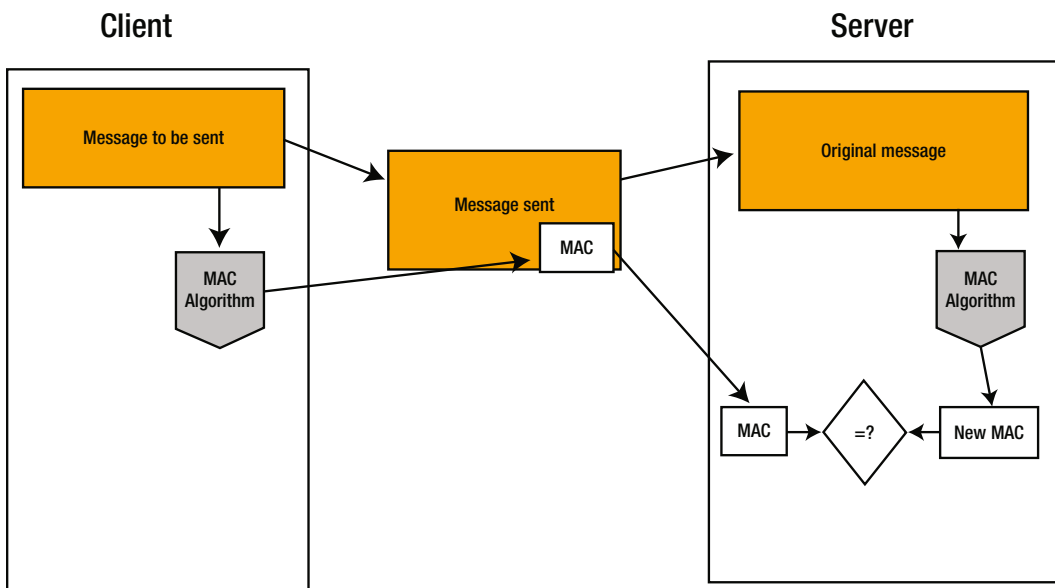 Client
Server
Message to be sent
Original message
Message sent
MAC
MAC
Algorithm
MAC
Algorithm
MAC
=?
New MAC